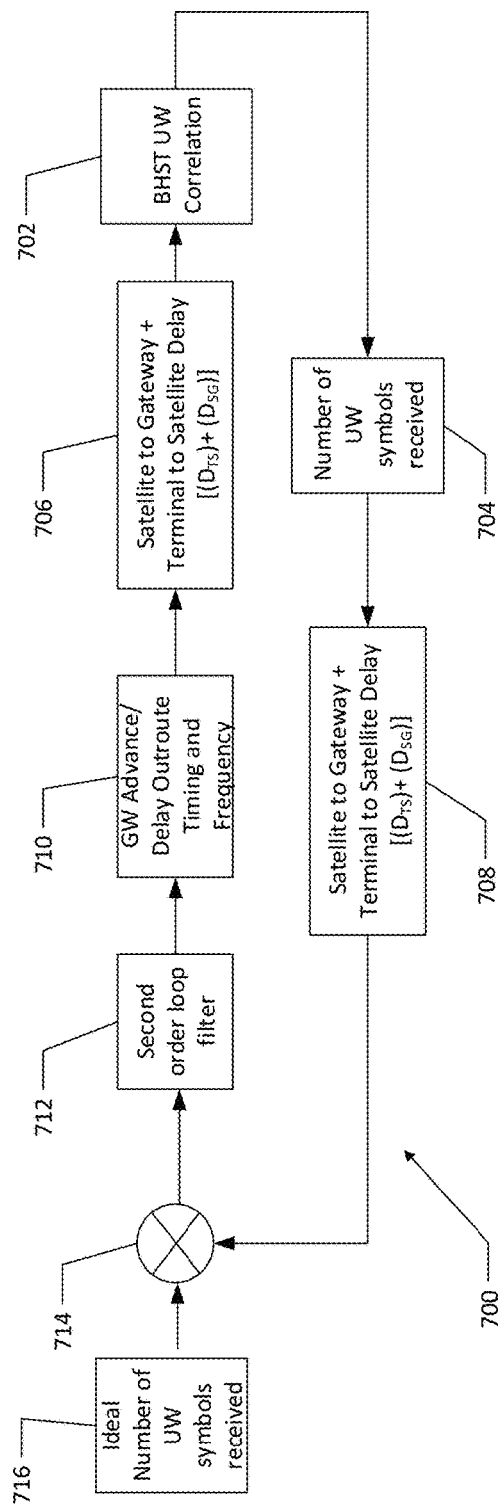 716
Ideal
Number of
UW
symbols
received
714
712
Second
order loop
filter
710
GW Advance/
Delay Outroute
Timing and
Frequency
706
Satellite to Gateway +
Terminal to Satellite Delay
[(D_TS)+ (D_SG)]
702
BHST UW
Correlation
Number of
UW
symbols
received
704
Satellite to Gateway +
Terminal to Satellite Delay
[(D_TS)+ (D_SG)]
708
700